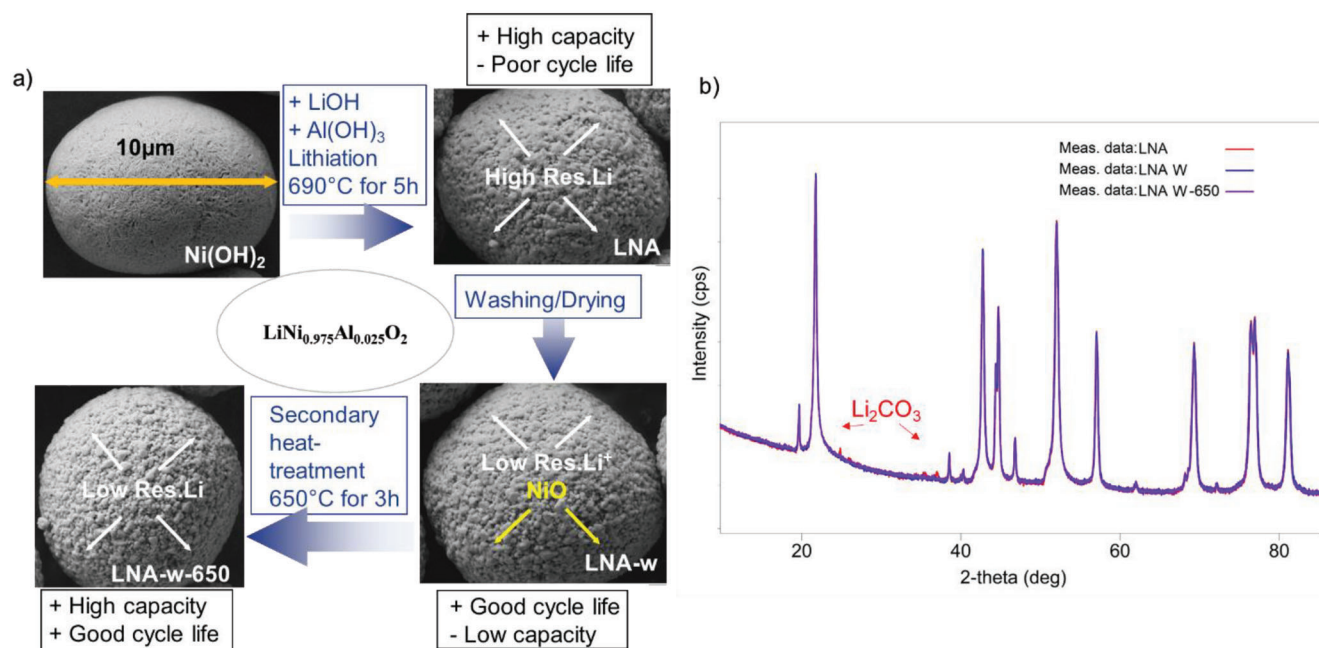 a)
10µm
Ni(OH)2
+ LiOH
+ Al(OH)3
Lithiation
690°C for 5h
+ High capacity
- Poor cycle life
High Res.Li
LNA
LiNi0.975Al0.025O2
Washing/Drying
Low Res.Li+
NiO
LNA-w
+ Good cycle life
- Low capacity
Secondary
heat-
treatment
650°C for 3h
Low Res.Li
LNA-w-650
+ High capacity
+ Good cycle life
b)
Meas. data:LNA
Meas. data:LNA W
Meas. data:LNA W-650
Li2CO3
Intensity (cps)
20
40
60
80
2-theta (deg)